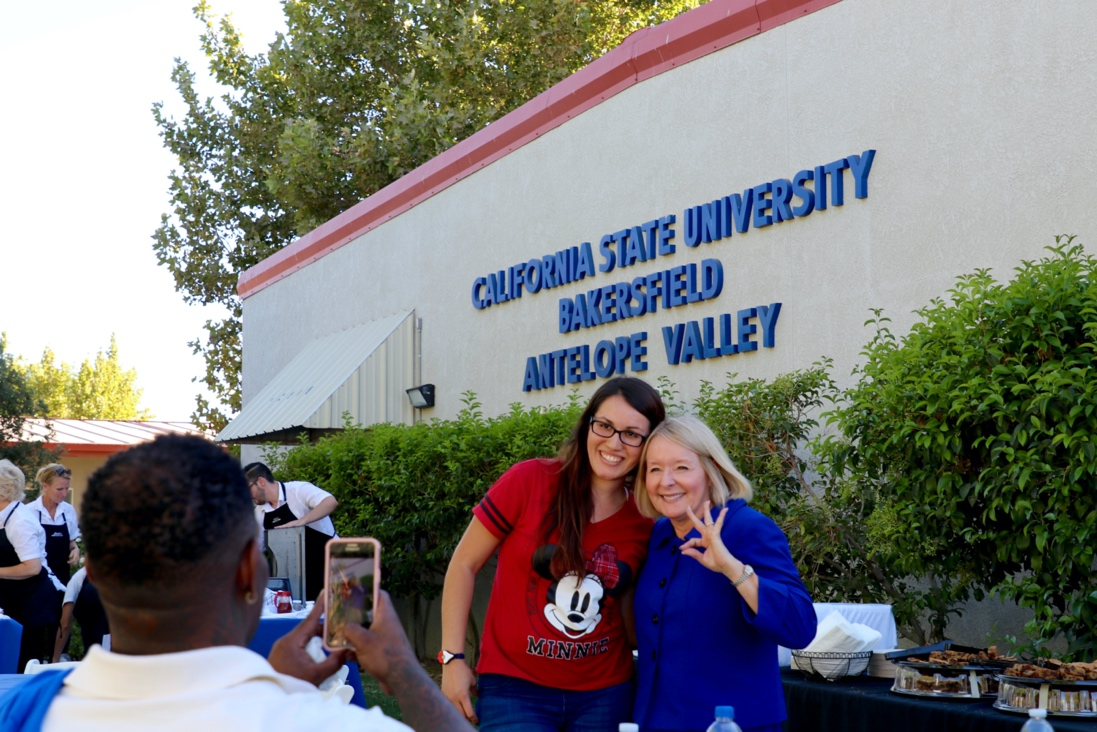 CALIFORNIA STATE UNIVERSITY
BAKERSFIELD
ANTELOPE VALLEY
MINNIE